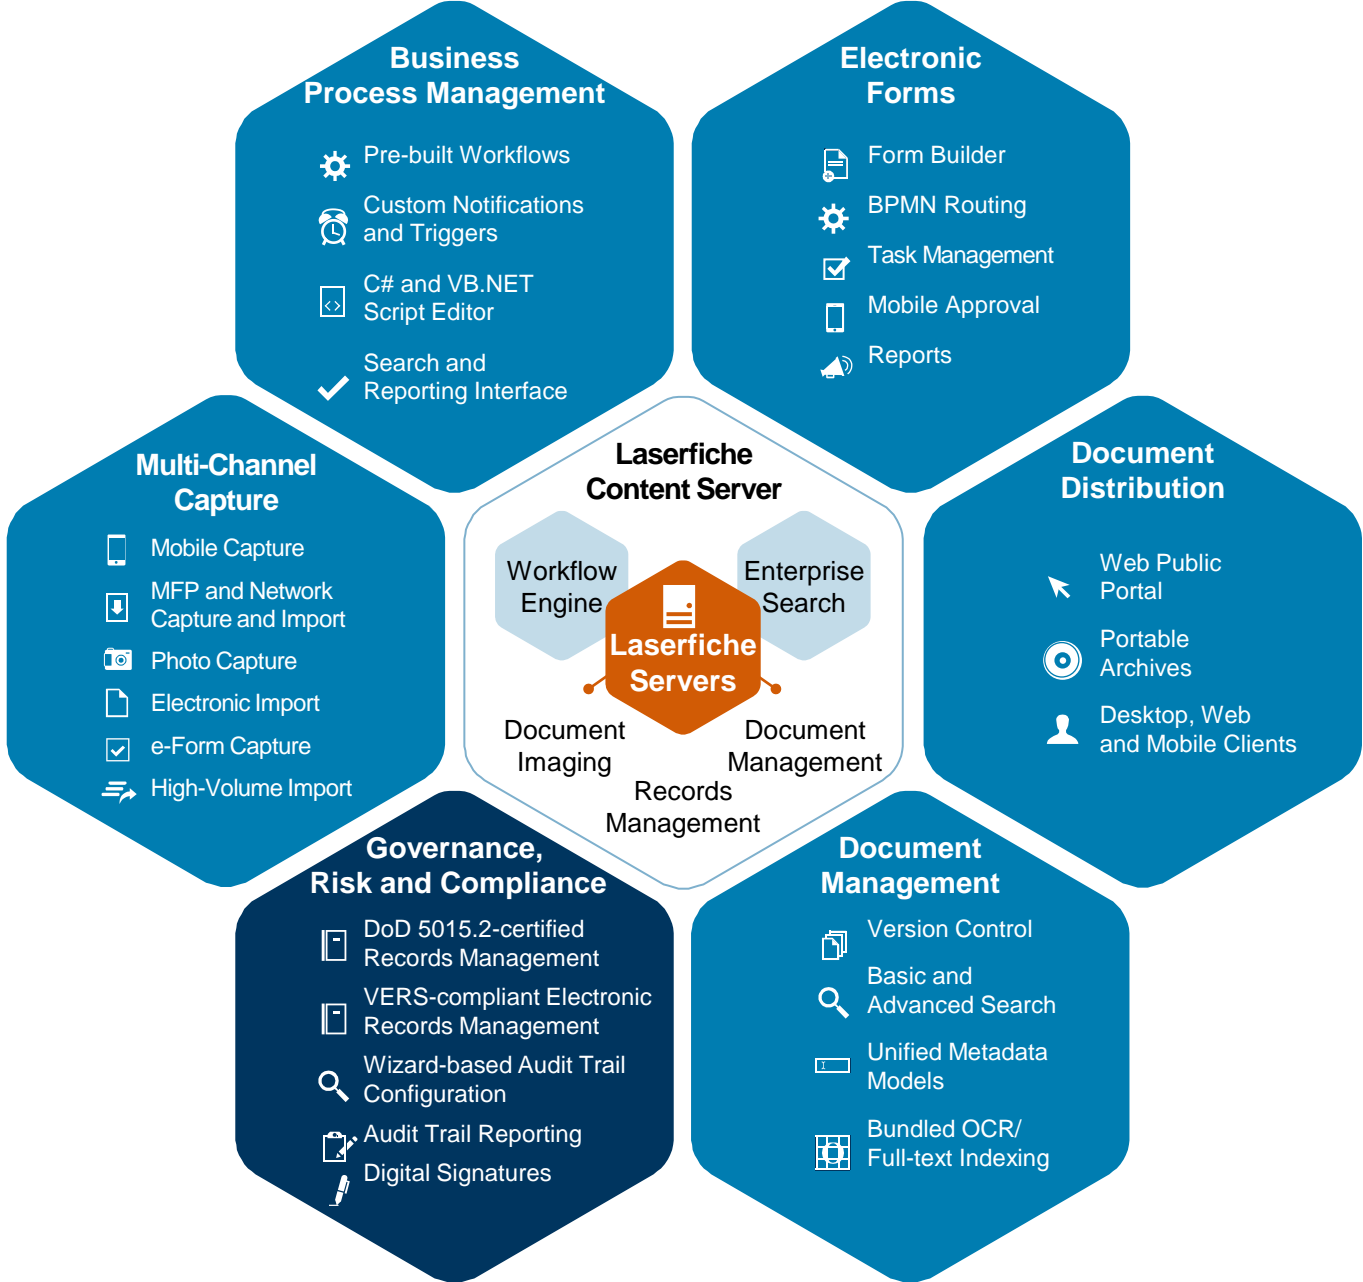 Business
Process Management
Pre-built Workflows
Custom Notifications
and Triggers
C# and VB.NET
Script Editor
Search and
Reporting Interface
Electronic
Forms
Form Builder
BPMN Routing
Task Management
Mobile Approval
Reports
Multi-Channel
Capture
Mobile Capture
MFP and Network
Capture and Import
Photo Capture
Electronic Import
e-Form Capture
High-Volume Import
Laserfiche
Content Server
Workflow
Engine
Enterprise
Search
Laserfiche
Servers
Document
Imaging
Document
Management
Records
Management
Document
Distribution
Web Public
Portal
Portable
Archives
Desktop, Web
and Mobile Clients
Governance,
Risk and Compliance
DoD 5015.2-certified
Records Management
VERS-compliant Electronic
Records Management
Wizard-based Audit Trail
Configuration
Audit Trail Reporting
Digital Signatures
Document
Management
Version Control
Basic and
Advanced Search
Unified Metadata
Models
Bundled OCR/
Full-text Indexing